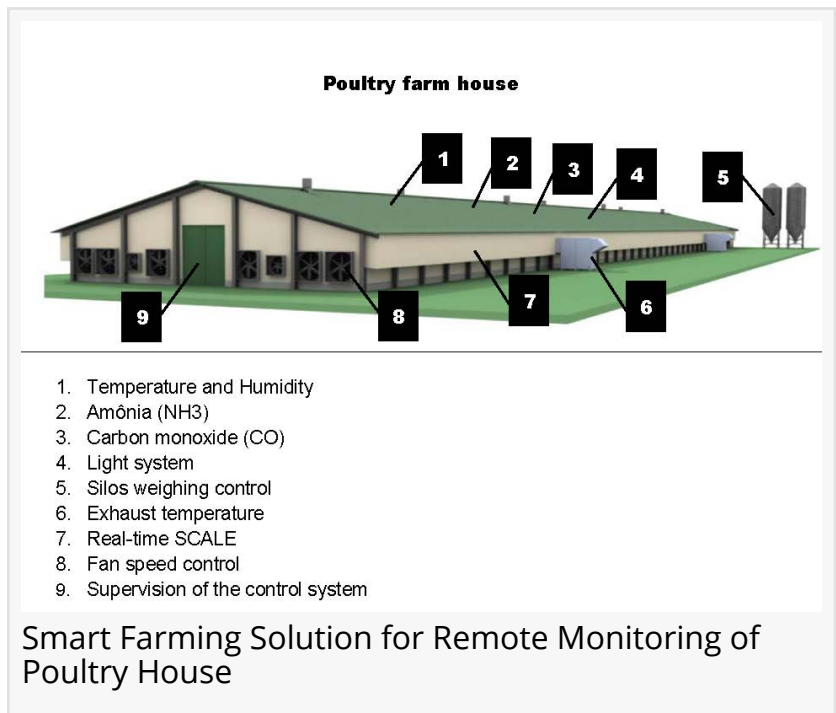 Poultry farm house
1
2
3
4
5
9
8
7
6
1. Temperature and Humidity
2. Amônia (NH3)
3. Carbon monoxide (CO)
4. Light system
5. Silos weighing control
6. Exhaust temperature
7. Real-time SCALE
8. Fan speed control
9. Supervision of the control system
Smart Farming Solution for Remote Monitoring of
Poultry House